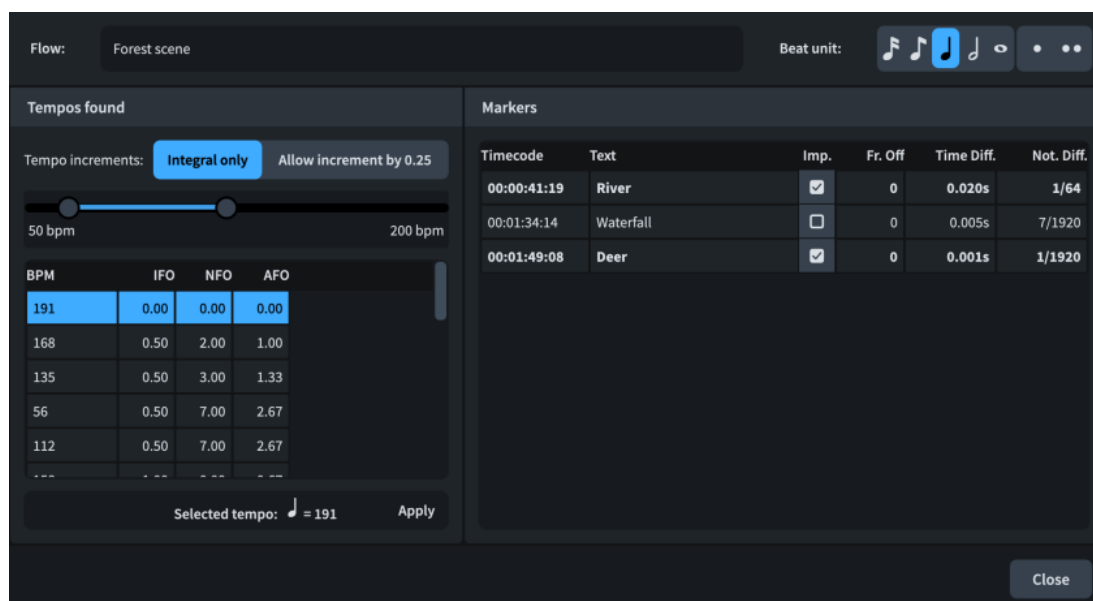 Flow: Forest scene Beat unit:
Tempos found
Tempo increments: Integral only Allow increment by 0.25
50 bpm 200 bpm
BPM IFO NFO AFO
191 0.00 0.00 0.00
168 0.50 2.00 1.00
135 0.50 3.00 1.33
56 0.50 7.00 2.67
112 0.50 7.00 2.67
Selected tempo: = 191 Apply
Markers
Timecode Text Imp. Fr. Off Time Diff. Not. Diff.
00:00:41:19 River 0 0.020s 1/64
00:01:34:14 Waterfall 0 0.005s 7/1920
00:01:49:08 Deer 0 0.001s 1/1920
Close